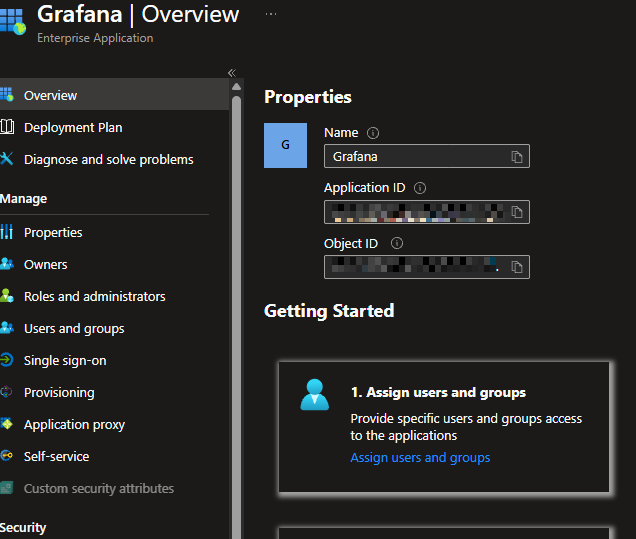 Grafana | Overview
...
Enterprise Application
«
Overview
Deployment Plan
Diagnose and solve problems
Manage
Properties
Owners
Roles and administrators
Users and groups
Single sign-on
Provisioning
Application proxy
Self-service
Custom security attributes
Security
Properties
G
Name
Grafana
Application ID
Object ID
Getting Started
1. Assign users and groups
Provide specific users and groups access
to the applications
Assign users and groups